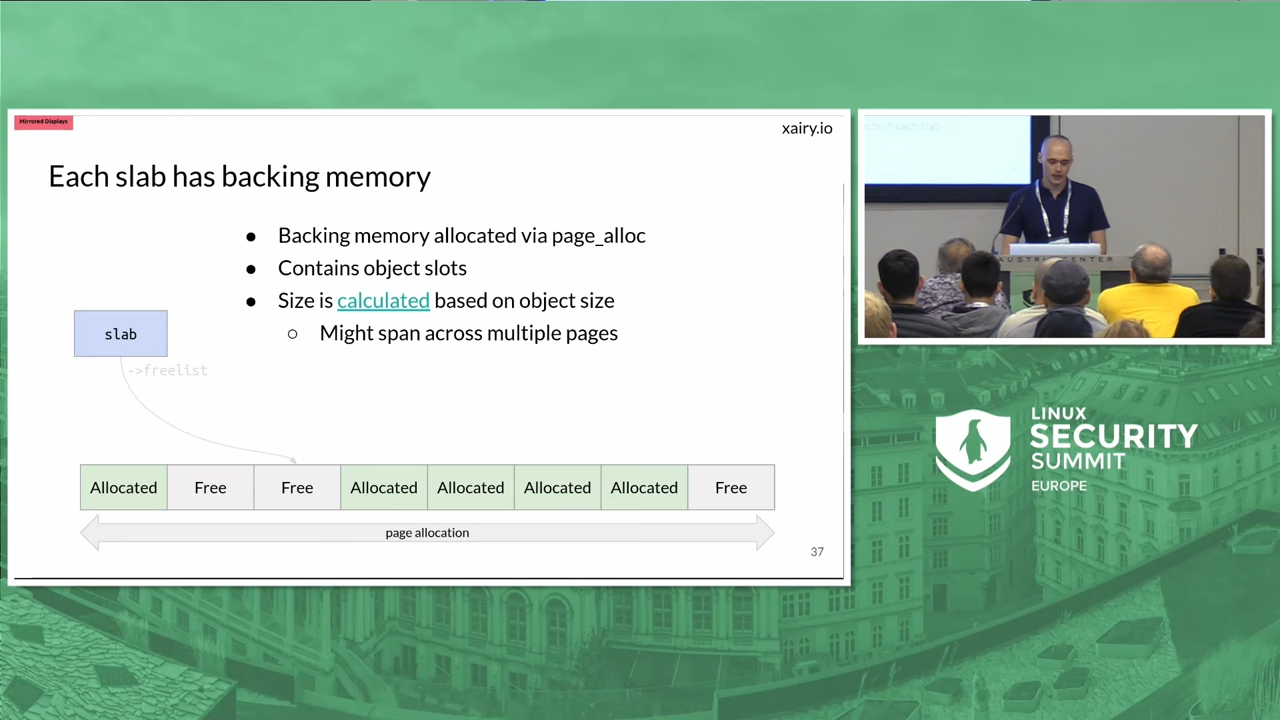 Mirrored Displays
xairy.io
Each slab has backing memory
● Backing memory allocated via page_alloc
● Contains object slots
● Size is calculated based on object size
○ Might span across multiple pages
slab
->freelist
Allocated Free Free Allocated Allocated Allocated Allocated Free
page allocation
37
AUSTRIA CENTER
LINUX
SECURITY
SUMMIT
EUROPE